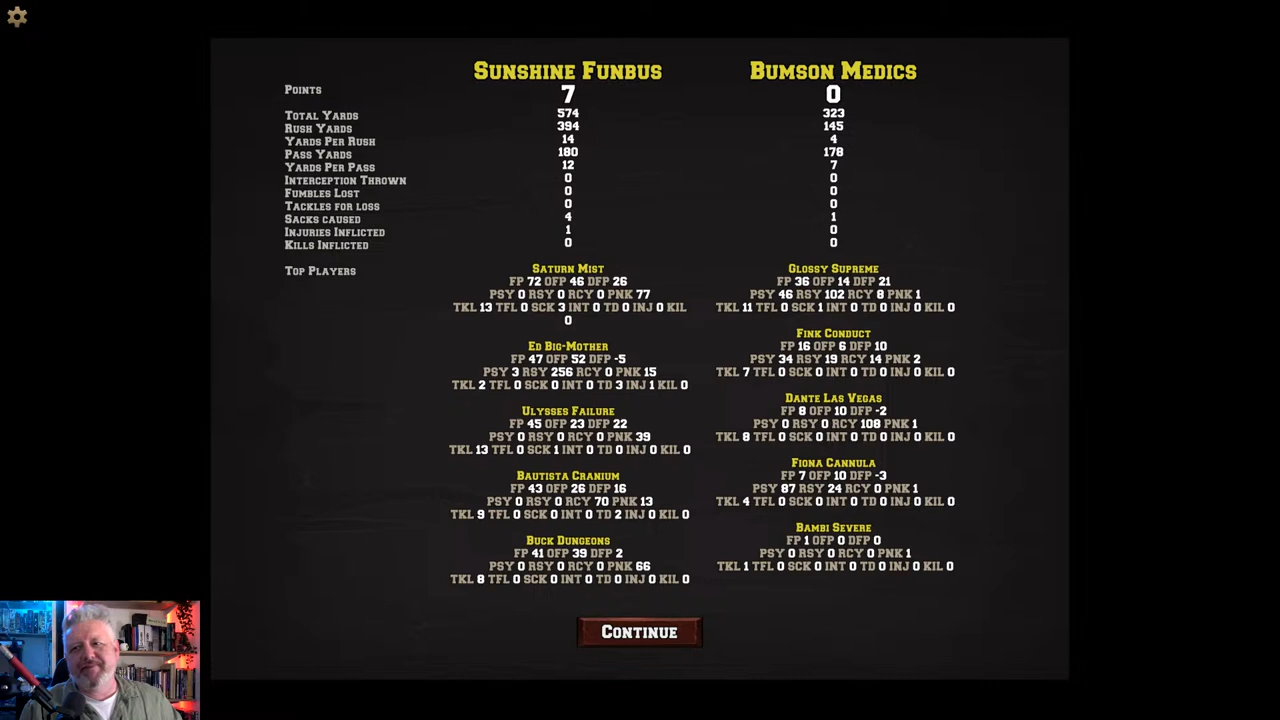 Sunshine Funbus Bumson Medics
Points 7 0
Total Yards 574 323
Rush Yards 394 145
Yards Per Rush 14 4
Pass Yards 180 178
Yards Per Pass 12 7
Interception Thrown 0 0
Fumbles Lost 0 0
Tackles for loss 0 0
Sacks caused 4 1
Injuries Inflicted 1 0
Kills Inflicted 0 0
Top Players
Saturn Mist
FP 72 OFP 46 DFP 26
PSY 0 RSY 0 RCY 0 PNK 77
TKL 13 TFL 0 SCK 3 INT 0 TD 0 INJ 0 KIL
0
Ed Big-Mother
FP 47 OFP 52 DFP -5
PSY 3 RSY 256 RCY 0 PNK 15
TKL 2 TFL 0 SCK 0 INT 0 TD 3 INJ 1 KIL 0
Ulysses Failure
FP 45 OFP 23 DFP 22
PSY 0 RSY 0 RCY 0 PNK 39
TKL 13 TFL 0 SCK 1 INT 0 TD 0 INJ 0 KIL 0
Bautista Cranium
FP 43 OFP 26 DFP 16
PSY 0 RSY 0 RCY 70 PNK 13
TKL 9 TFL 0 SCK 0 INT 0 TD 2 INJ 0 KIL 0
Buck Dungeons
FP 41 OFP 39 DFP 2
PSY 0 RSY 0 RCY 0 PNK 66
TKL 8 TFL 0 SCK 0 INT 0 TD 0 INJ 0 KIL 0
Glossy Supreme
FP 36 OFP 14 DFP 21
PSY 46 RSY 102 RCY 8 PNK 1
TKL 11 TFL 0 SCK 1 INT 0 TD 0 INJ 0 KIL 0
Fink Conduct
FP 16 OFP 6 DFP 10
PSY 34 RSY 19 RCY 14 PNK 2
TKL 7 TFL 0 SCK 0 INT 0 TD 0 INJ 0 KIL 0
Dante Las Vegas
FP 8 OFP 10 DFP -2
PSY 0 RSY 0 RCY 108 PNK 1
TKL 8 TFL 0 SCK 0 INT 0 TD 0 INJ 0 KIL 0
Fiona Cannula
FP 7 OFP 10 DFP -3
PSY 87 RSY 24 RCY 0 PNK 1
TKL 4 TFL 0 SCK 0 INT 0 TD 0 INJ 0 KIL 0
Bambi Severe
FP 1 OFP 0 DFP 0
PSY 0 RSY 0 RCY 0 PNK 1
TKL 1 TFL 0 SCK 0 INT 0 TD 0 INJ 0 KIL 0
Continue